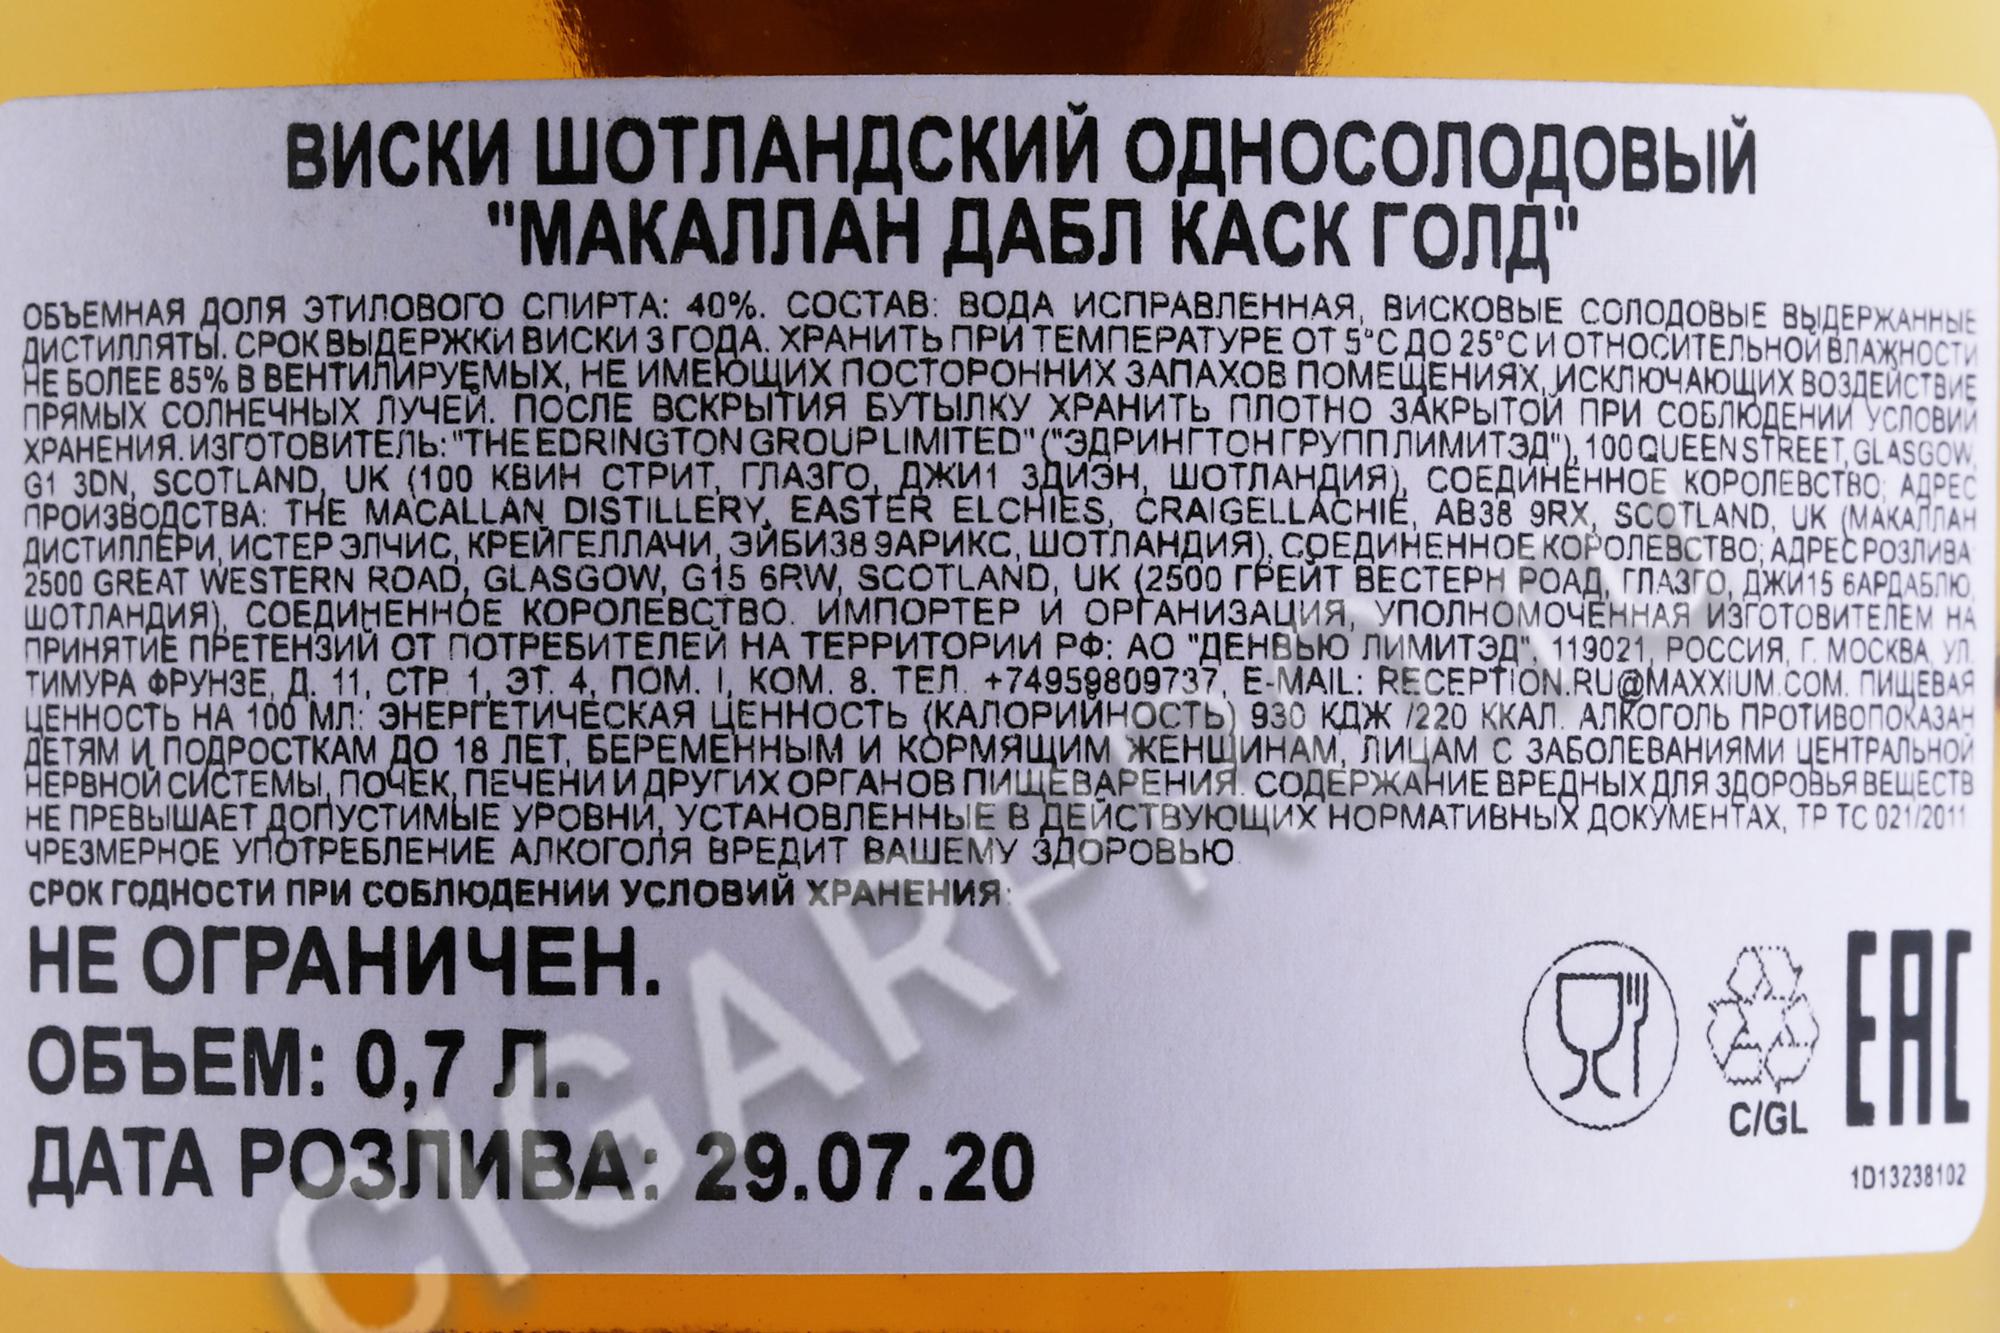 ВИСКИ ШОТЛАНДСКИЙ ОДНОСОЛОДОВЫЙ
"МАКАЛЛАН ДАБЛ КАСК ГОЛД"
ОБЪЕМНАЯ ДОЛЯ ЭТИЛОВОГО СПИРТА: 40%. СОСТАВ: ВОДА ИСПРАВЛЕННАЯ, ВИСКОВЫЕ СОЛОДОВЫЕ ВЫДЕРЖАННЫЕ
ДИСТИЛЛЯТЫ. СРОК ВЫДЕРЖКИ ВИСКИ 3 ГОДА. ХРАНИТЬ ПРИ ТЕМПЕРАТУРЕ ОТ 5°С ДО 25°С И ОТНОСИТЕЛЬНОЙ ВЛАЖНОСТИ
НЕ БОЛЕЕ 85% В ВЕНТИЛИРУЕМЫХ, НЕ ИМЕЮЩИХ ПОСТОРОННИХ ЗАПАХОВ ПОМЕЩЕНИЯХ, ИСКЛЮЧАЮЩИХ ВОЗДЕЙСТВИЕ
ПРЯМЫХ СОЛНЕЧНЫХ ЛУЧЕЙ. ПОСЛЕ ВСКРЫТИЯ БУТЫЛКУ ХРАНИТЬ ПЛОТНО ЗАКРЫТОЙ ПРИ СОБЛЮДЕНИИ УСЛОВИЙ
ХРАНЕНИЯ. ИЗГОТОВИТЕЛЬ: "THE EDRINGTON GROUP LIMITED" ("ЭДРИНГТОН ГРУПП ЛИМИТЭД"), 100 QUEEN STREET, GLASGOW,
G1 3DN, SCOTLAND, UK (100 КВИН СТРИТ, ГЛАЗГО, ДЖИ1 3ДИЭН, ШОТЛАНДИЯ), СОЕДИНЕННОЕ КОРОЛЕВСТВО; АДРЕС
ПРОИЗВОДСТВА: THE MACALLAN DISTILLERY, EASTER ELCHIES, CRAIGELLACHIE, AB38 9RX, SCOTLAND, UK (МАКАЛЛАН
ДИСТИЛЛЕРИ, ИСТЕР ЭЛЧИС, КРЕЙГЕЛЛАЧИ, ЭЙБИ38 9АРИКС, ШОТЛАНДИЯ), СОЕДИНЕННОЕ КОРОЛЕВСТВО; АДРЕС РОЗЛИВА:
2500 GREAT WESTERN ROAD, GLASGOW, G15 6RW, SCOTLAND, UK (2500 ГРЕЙТ ВЕСТЕРН РОАД, ГЛАЗГО, ДЖИ15 6АРДАБЛЮ,
ШОТЛАНДИЯ), СОЕДИНЕННОЕ КОРОЛЕВСТВО. ИМПОРТЕР И ОРГАНИЗАЦИЯ, УПОЛНОМОЧЕННАЯ ИЗГОТОВИТЕЛЕМ НА
ПРИНЯТИЕ ПРЕТЕНЗИЙ ОТ ПОТРЕБИТЕЛЕЙ НА ТЕРРИТОРИИ РФ: АО "ДЕНВЬЮ ЛИМИТЭД", 119021, РОССИЯ, Г. МОСКВА, УЛ.
ТИМУРА ФРУНЗЕ, Д. 11, СТР. 1, ЭТ. 4, ПОМ. I, КОМ. 8. ТЕЛ. +74959809737, E-MAIL: RECEPTION.RU@MAXXIUM.COM. ПИЩЕВАЯ
ЦЕННОСТЬ НА 100 МЛ: ЭНЕРГЕТИЧЕСКАЯ ЦЕННОСТЬ (КАЛОРИЙНОСТЬ) 930 КДЖ /220 ККАЛ. АЛКОГОЛЬ ПРОТИВОПОКАЗАН
ДЕТЯМ И ПОДРОСТКАМ ДО 18 ЛЕТ, БЕРЕМЕННЫМ И КОРМЯЩИМ ЖЕНЩИНАМ, ЛИЦАМ С ЗАБОЛЕВАНИЯМИ ЦЕНТРАЛЬНОЙ
НЕРВНОЙ СИСТЕМЫ, ПОЧЕК, ПЕЧЕНИ И ДРУГИХ ОРГАНОВ ПИЩЕВАРЕНИЯ. СОДЕРЖАНИЕ ВРЕДНЫХ ДЛЯ ЗДОРОВЬЯ ВЕЩЕСТВ
НЕ ПРЕВЫШАЕТ ДОПУСТИМЫЕ УРОВНИ, УСТАНОВЛЕННЫЕ В ДЕЙСТВУЮЩИХ НОРМАТИВНЫХ ДОКУМЕНТАХ, ТР ТС 021/2011.
ЧРЕЗМЕРНОЕ УПОТРЕБЛЕНИЕ АЛКОГОЛЯ ВРЕДИТ ВАШЕМУ ЗДОРОВЬЮ.
СРОК ГОДНОСТИ ПРИ СОБЛЮДЕНИИ УСЛОВИЙ ХРАНЕНИЯ:
НЕ ОГРАНИЧЕН.
ОБЪЕМ: 0,7 Л.
ДАТА РОЗЛИВА: 29.07.20
C/GL
EAC
1D13238102
CIGARPRO.ru